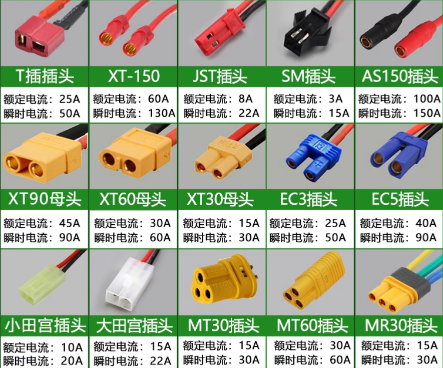 T插插头
XT-150
JST插头
SM插头
AS150插头
额定电流: 25A
瞬时电流: 50A
额定电流: 60A
瞬时电流: 130A
额定电流: 8A
瞬时电流: 22A
额定电流: 3A
瞬时电流: 15A
额定电流: 100A
瞬时电流: 150A
XT90母头
XT60母头
XT30母头
EC3插头
EC5插头
额定电流: 45A
瞬时电流: 90A
额定电流: 30A
瞬时电流: 60A
额定电流: 15A
瞬时电流: 30A
额定电流: 25A
瞬时电流: 50A
额定电流: 40A
瞬时电流: 90A
小田宫插头
大田宫插头
MT30插头
MT60插头
MR30插头
额定电流: 10A
瞬时电流: 20A
额定电流: 15A
瞬时电流: 22A
额定电流: 15A
瞬时电流: 30A
额定电流: 30A
瞬时电流: 60A
额定电流: 15A
瞬时电流: 30A